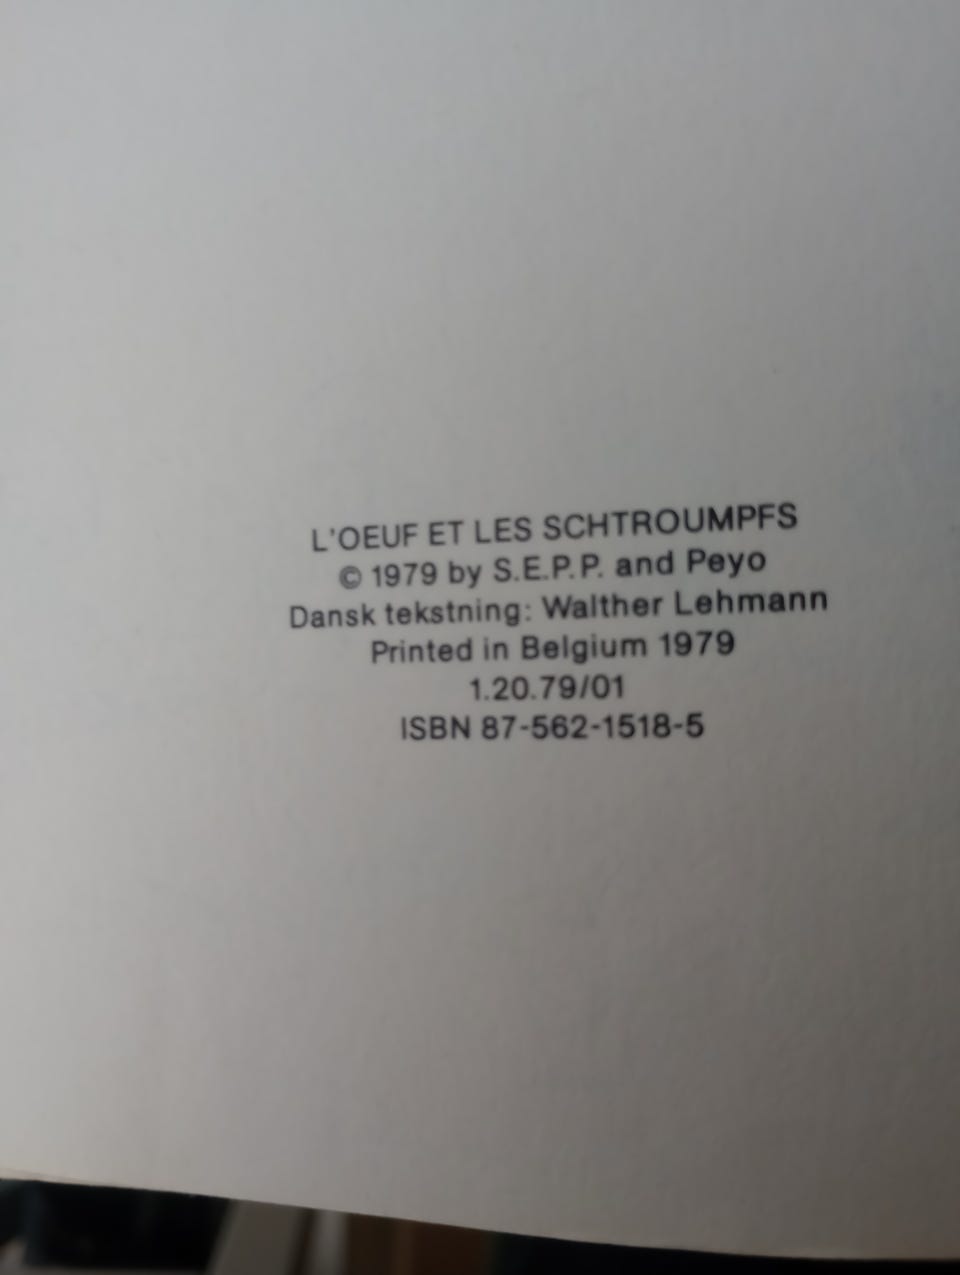 L'OEUF ET LES SCHTROUMPFS
© 1979 by S.E.P.P. and Peyo
Dansk tekstning: Walther Lehmann
Printed in Belgium 1979
1.20.79/01
ISBN 87-562-1518-5